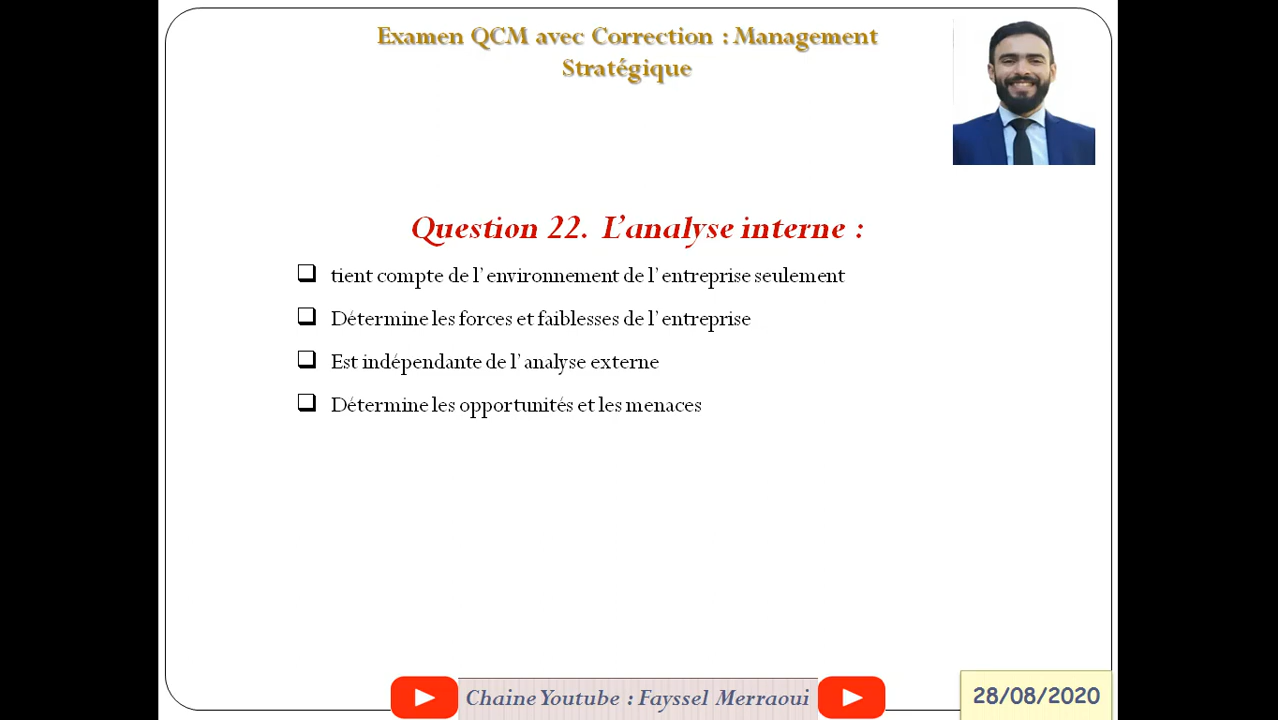 Examen QCM avec Correction : Management
Stratégique
Question 22. L'analyse interne :
tient compte de l'environnement de l'entreprise seulement
Détermine les forces et faiblesses de l'entreprise
Est indépendante de l'analyse externe
Détermine les opportunités et les menaces
Chaine Youtube : Fayssel Merraoui
28/08/2020